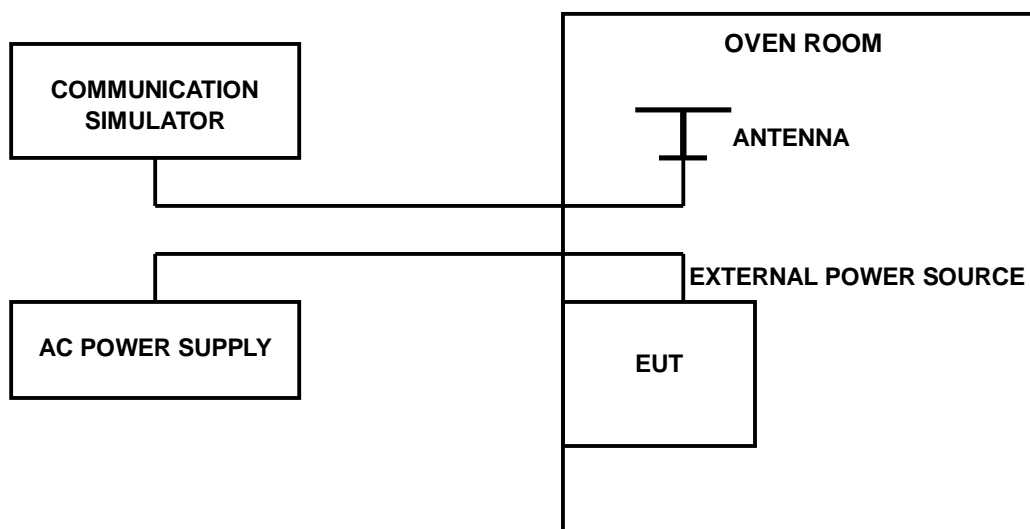 OVEN ROOM
COMMUNICATION
SIMULATOR
ANTENNA
EXTERNAL POWER SOURCE
AC POWER SUPPLY
EUT